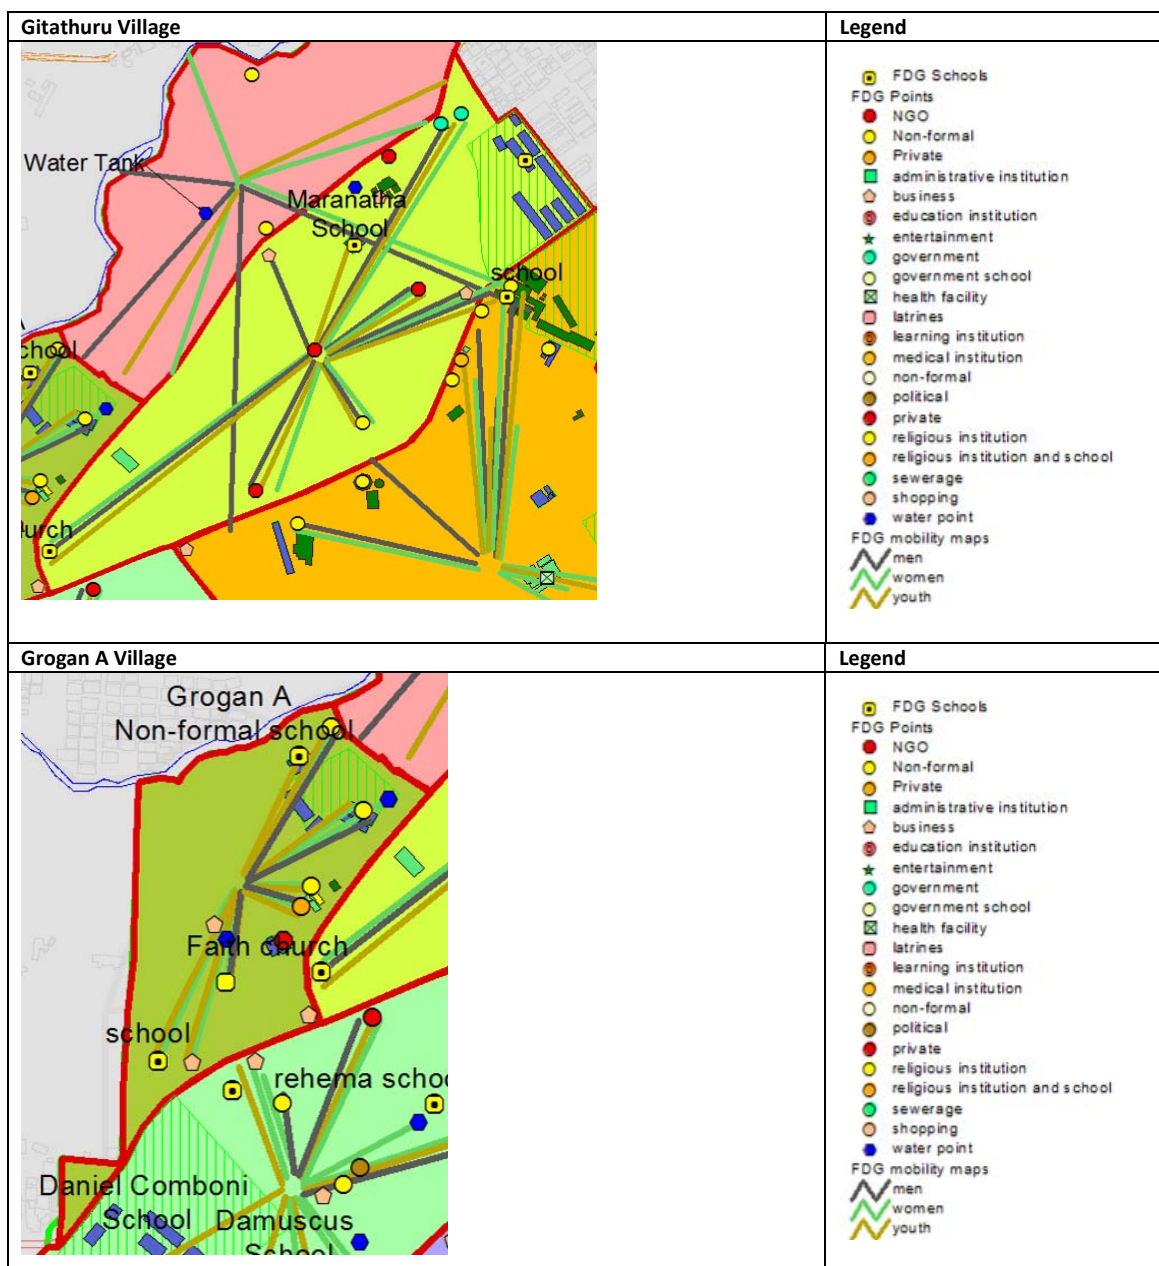 Gitathuru Village
Legend
Water Tank
Maranatha
School
school
chool
urch
FDG Schools
FDG Points
NGO
Non-formal
Private
administrative institution
business
education institution
entertainment
government
government school
health facility
latrines
learning institution
medical institution
non-formal
political
private
religious institution
religious institution and school
sewerage
shopping
water point
FDG mobility maps
men
women
youth
Grogan A Village
Legend
Grogan A
Non-formal school
Faith church
school
rehema schoo
Daniel Comboni
School
Damuscus
School
FDG Schools
FDG Points
NGO
Non-formal
Private
administrative institution
business
education institution
entertainment
government
government school
health facility
latrines
learning institution
medical institution
non-formal
political
private
religious institution
religious institution and school
sewerage
shopping
water point
FDG mobility maps
men
women
youth